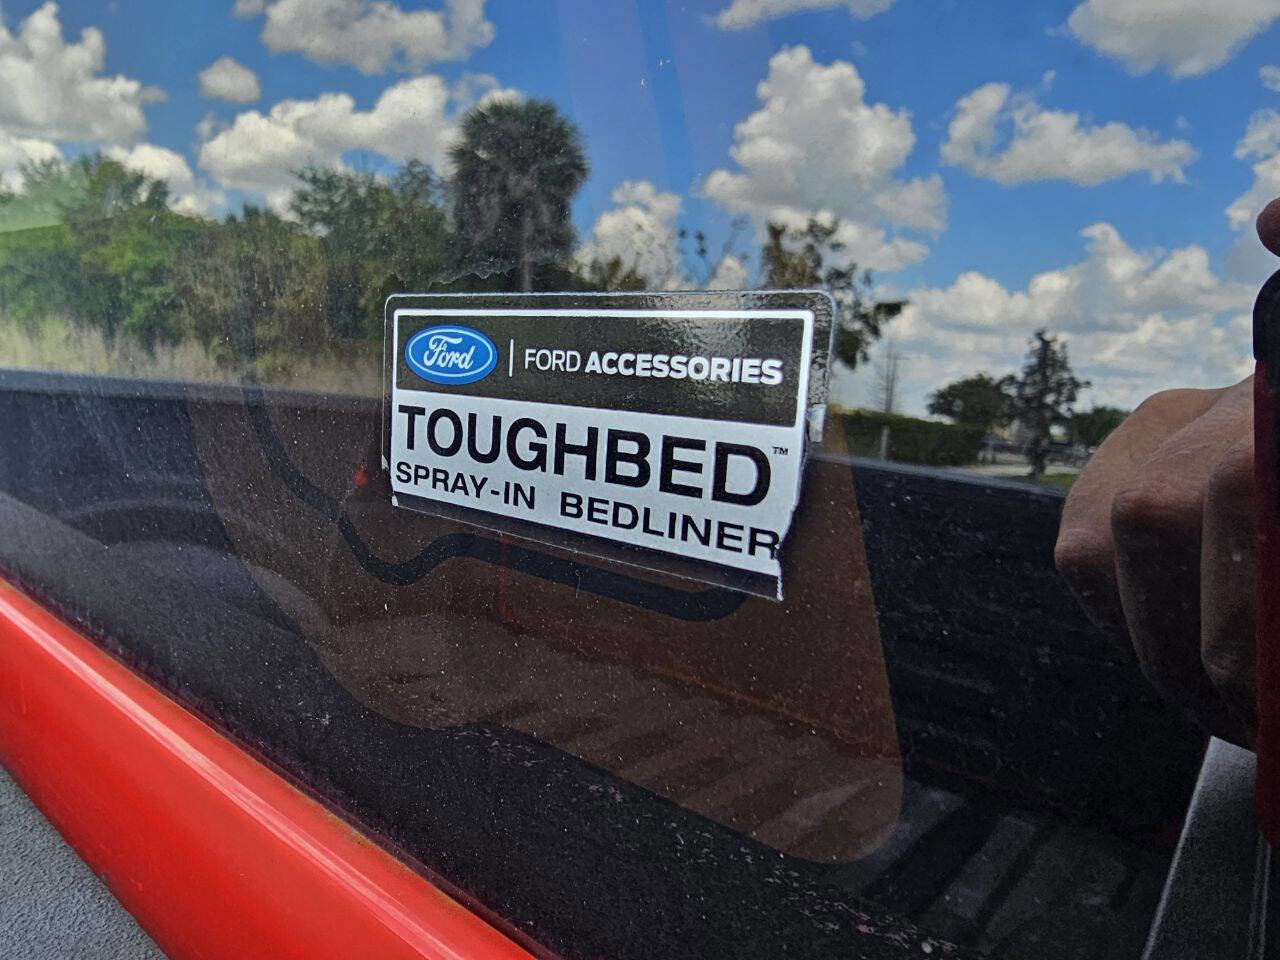 Ford | FORD ACCESSORIES
TOUGHBED™
SPRAY-IN BEDLINER